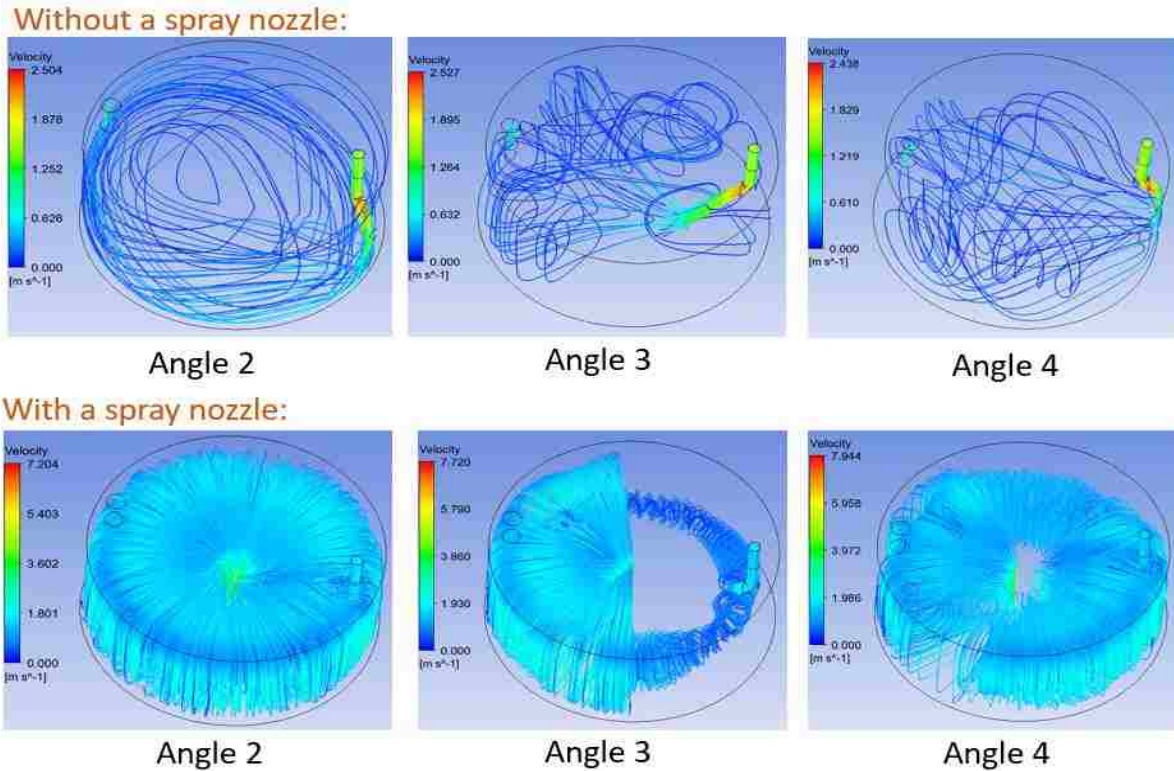 Without a spray nozzle:
Velocity
2.504
1.878
1.252
0.626
0.000
[m s^-1]
Velocity
2.527
1.895
1.264
0.632
0.000
[m s^-1]
Velocity
2.438
1.829
1.219
0.610
0.000
[m s^-1]
Angle 2
Angle 3
Angle 4
With a spray nozzle:
Velocity
7.204
5.403
3.602
1.801
0.000
[m s^-1]
Velocity
7.720
5.790
3.860
1.930
0.000
[m s^-1]
Velocity
7.944
5.958
3.972
1.986
0.000
[m s^-1]
Angle 2
Angle 3
Angle 4